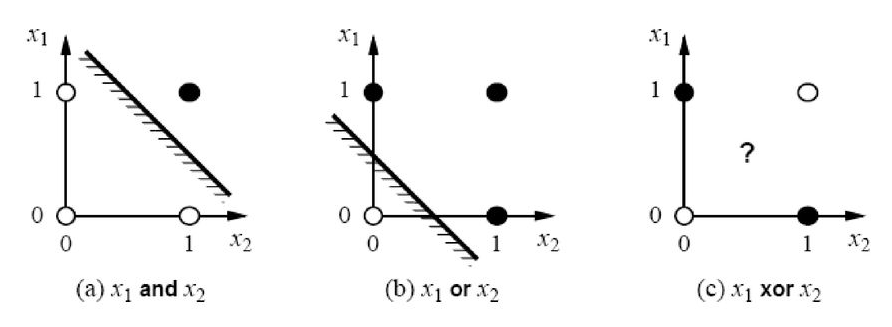 x₁ x₁ x₁
1 1 1
?
0 0 0
0 1 x₂ 0 1 x₂ 0 1 x₂
(a) x₁ and x₂ (b) x₁ or x₂ (c) x₁ xor x₂